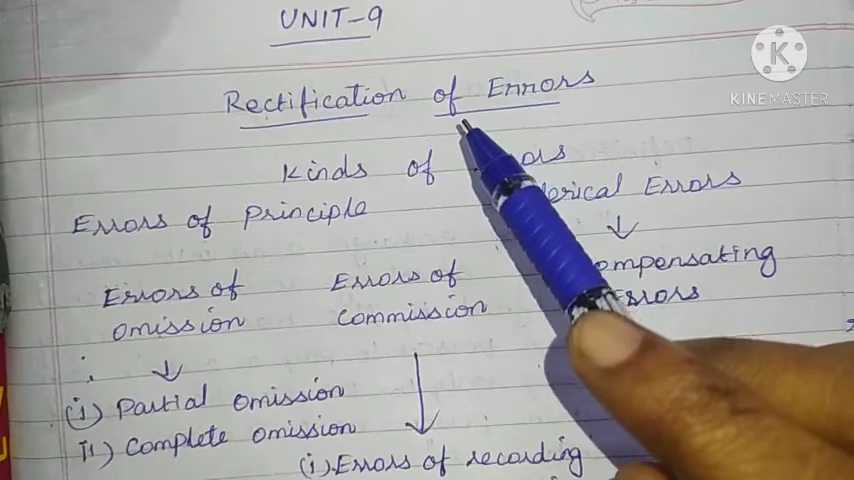 UNIT-9
Rectification of Errors
KINEMASTER
Kinds of
Errors of principle
Errors
Errors of
Errors of
omission
commission
Errors
(i) Partial omission
ii) Complete omission
(i) Errors of recording